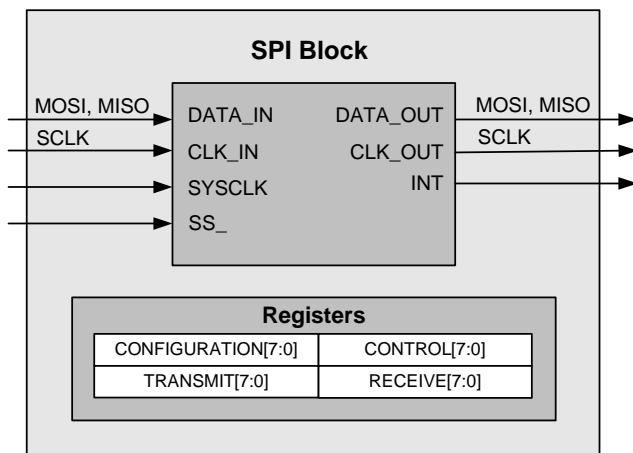 SPI Block
MOSI, MISO
DATA_IN
DATA_OUT
MOSI, MISO
SCLK
CLK_IN
CLK_OUT
SCLK
SYSCLK
INT
SS_
Registers
CONFIGURATION[7:0]
CONTROL[7:0]
TRANSMIT[7:0]
RECEIVE[7:0]